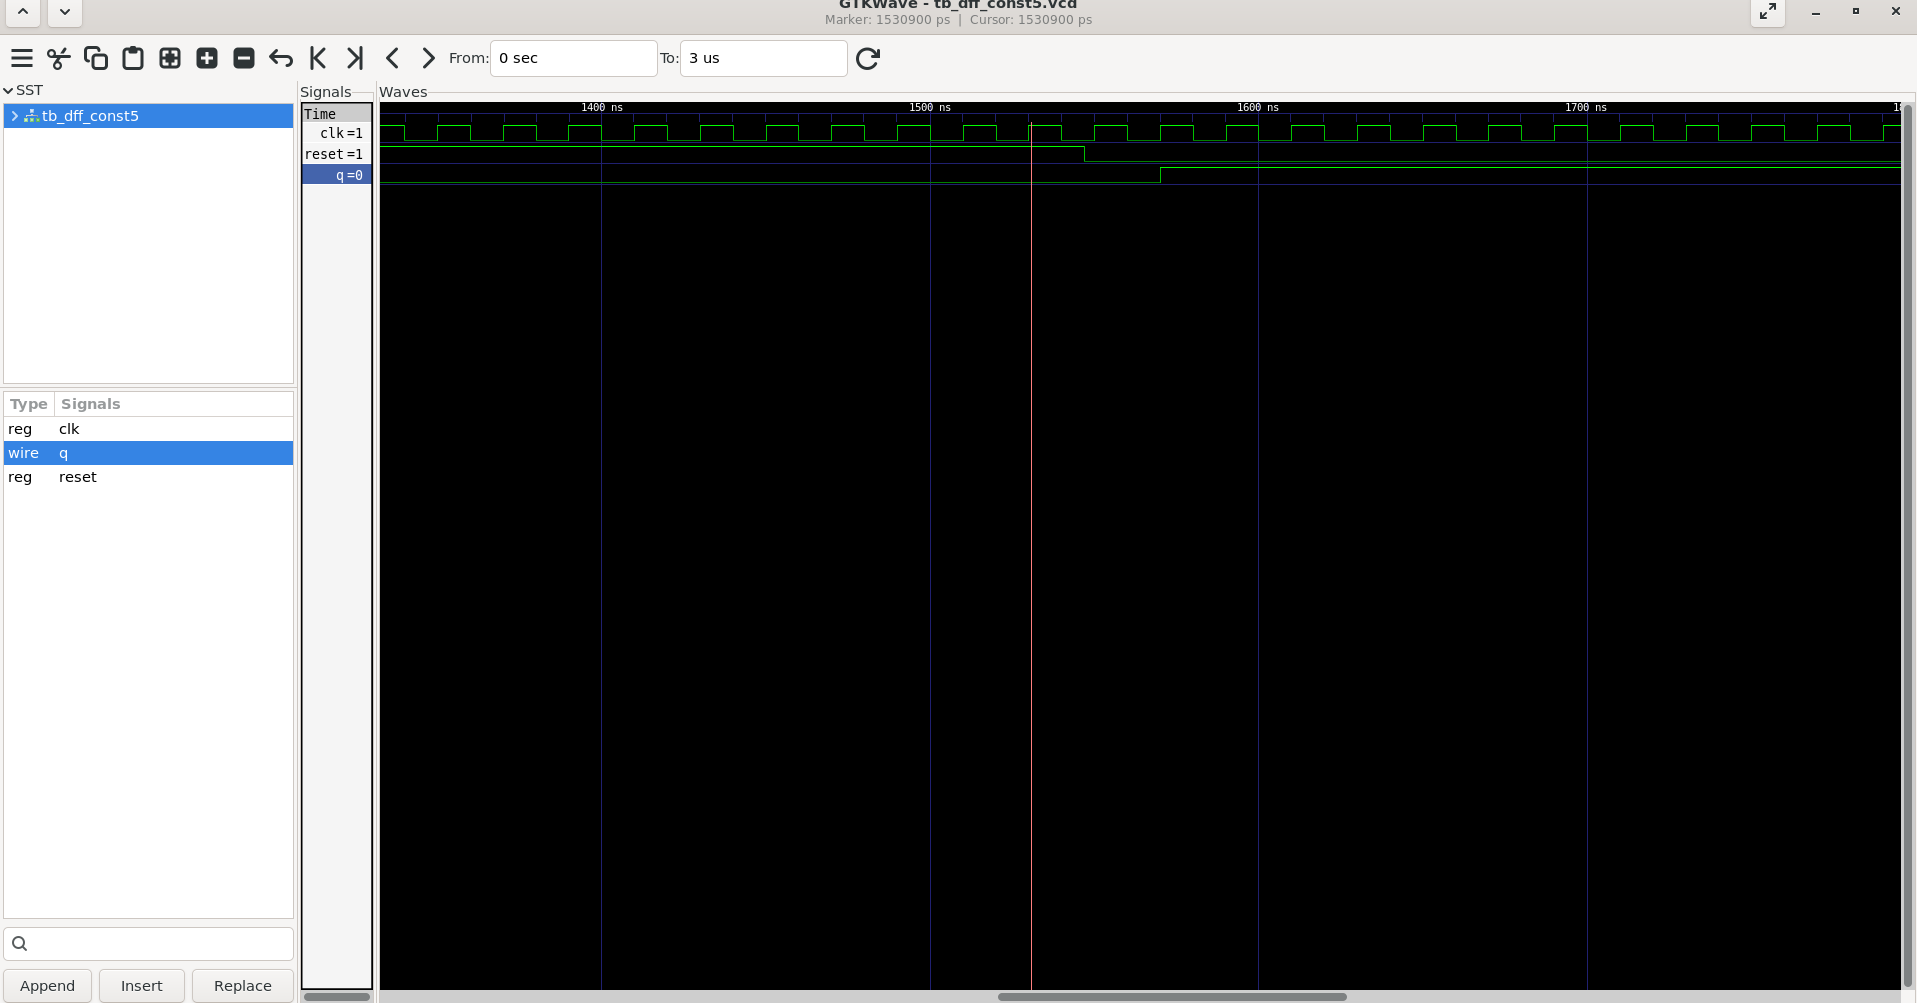 GTKWave - tb_dff_const5.vcd
Marker: 1530900 ps | Cursor: 1530900 ps
From: 0 sec To: 3 us
SST
tb_dff_const5
Type Signals
reg clk
wire q
reg reset
Append Insert Replace
Signals
Time
clk =1
reset =1
q =0
Waves
1400 ns 1500 ns 1600 ns 1700 ns